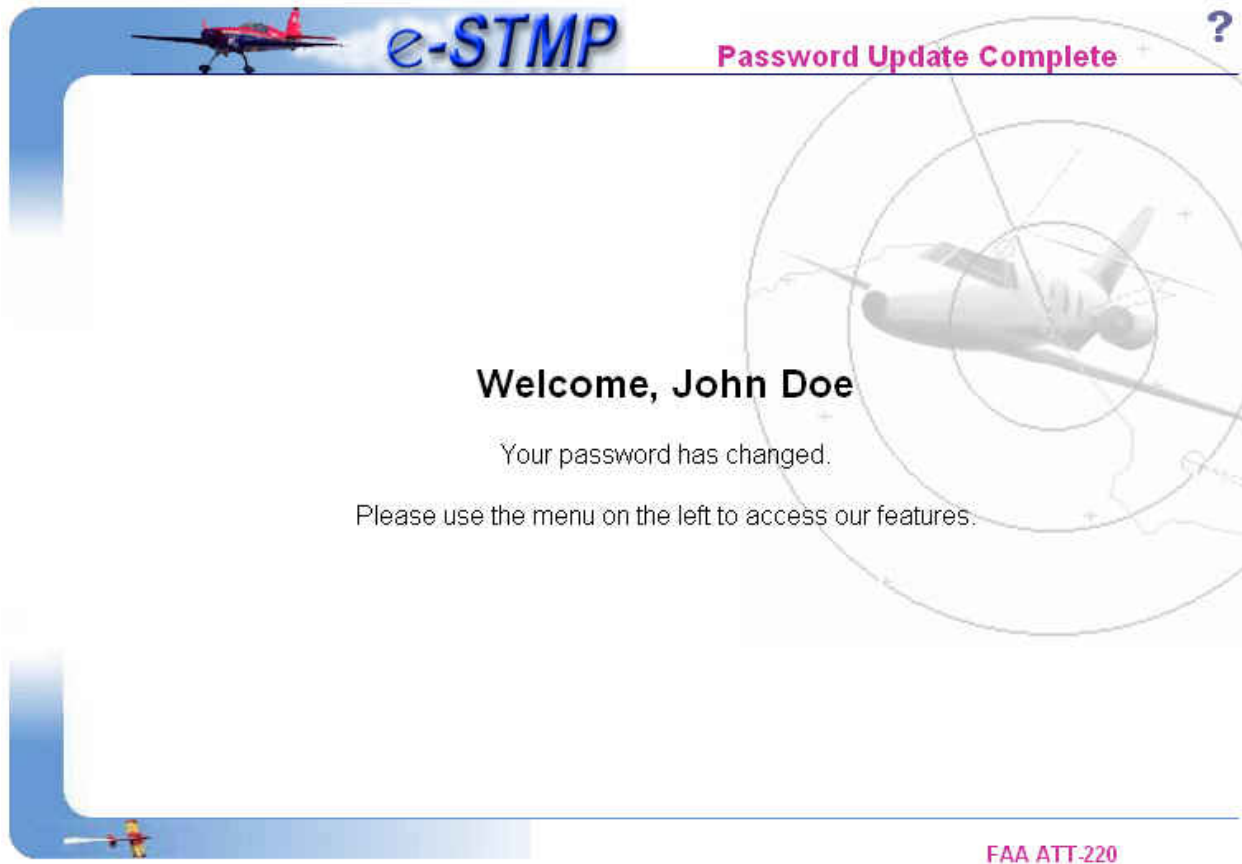 e-STMP
Password Update Complete
?
Welcome, John Doe
Your password has changed.
Please use the menu on the left to access our features.
FAA ATT-220